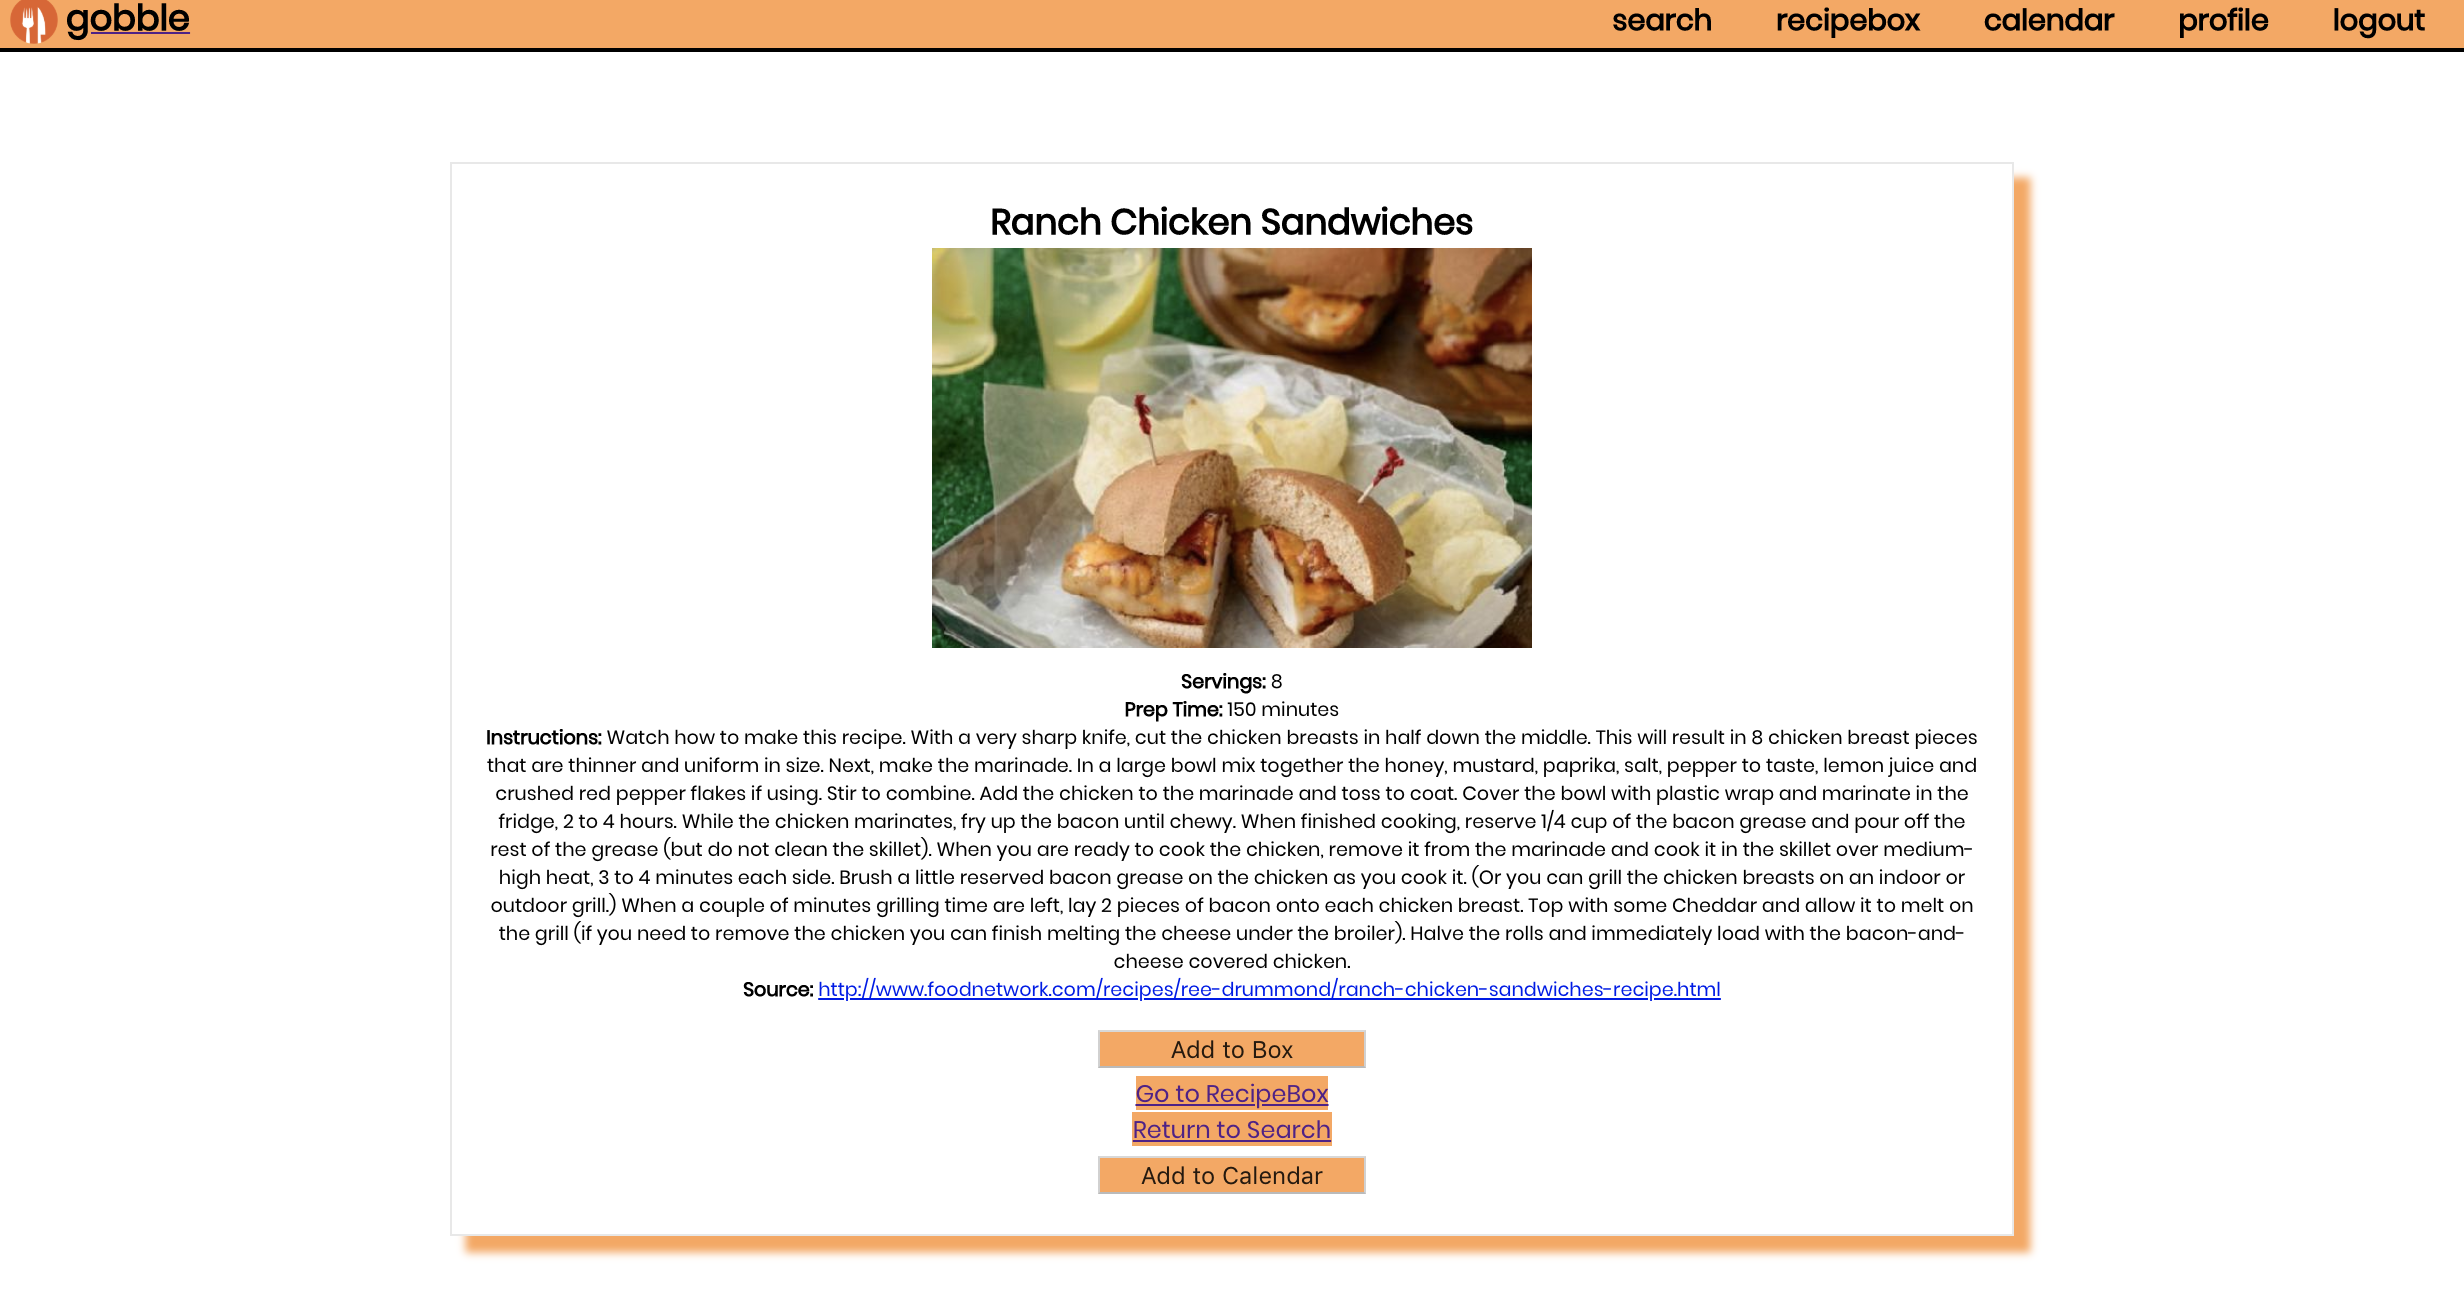 gobble
search recipebox calendar profile logout
Ranch Chicken Sandwiches
Servings: 8
Prep Time: 150 minutes
Instructions: Watch how to make this recipe. With a very sharp knife, cut the chicken breasts in half down the middle. This will result in 8 chicken breast pieces
that are thinner and uniform in size. Next, make the marinade. In a large bowl mix together the honey, mustard, paprika, salt, pepper to taste, lemon juice and
crushed red pepper flakes if using. Stir to combine. Add the chicken to the marinade and toss to coat. Cover the bowl with plastic wrap and marinate in the
fridge, 2 to 4 hours. While the chicken marinates, fry up the bacon until chewy. When finished cooking, reserve 1/4 cup of the bacon grease and pour off the
rest of the grease (but do not clean the skillet). When you are ready to cook the chicken, remove it from the marinade and cook it in the skillet over medium-
high heat, 3 to 4 minutes each side. Brush a little reserved bacon grease on the chicken as you cook it. (Or you can grill the chicken breasts on an indoor or
outdoor grill.) When a couple of minutes grilling time are left, lay 2 pieces of bacon onto each chicken breast. Top with some Cheddar and allow it to melt on
the grill (if you need to remove the chicken you can finish melting the cheese under the broiler). Halve the rolls and immediately load with the bacon-and-
cheese covered chicken.
Source: http://www.foodnetwork.com/recipes/ree-drummond/ranch-chicken-sandwiches-recipe.html
Add to Box
Go to RecipeBox
Return to Search
Add to Calendar